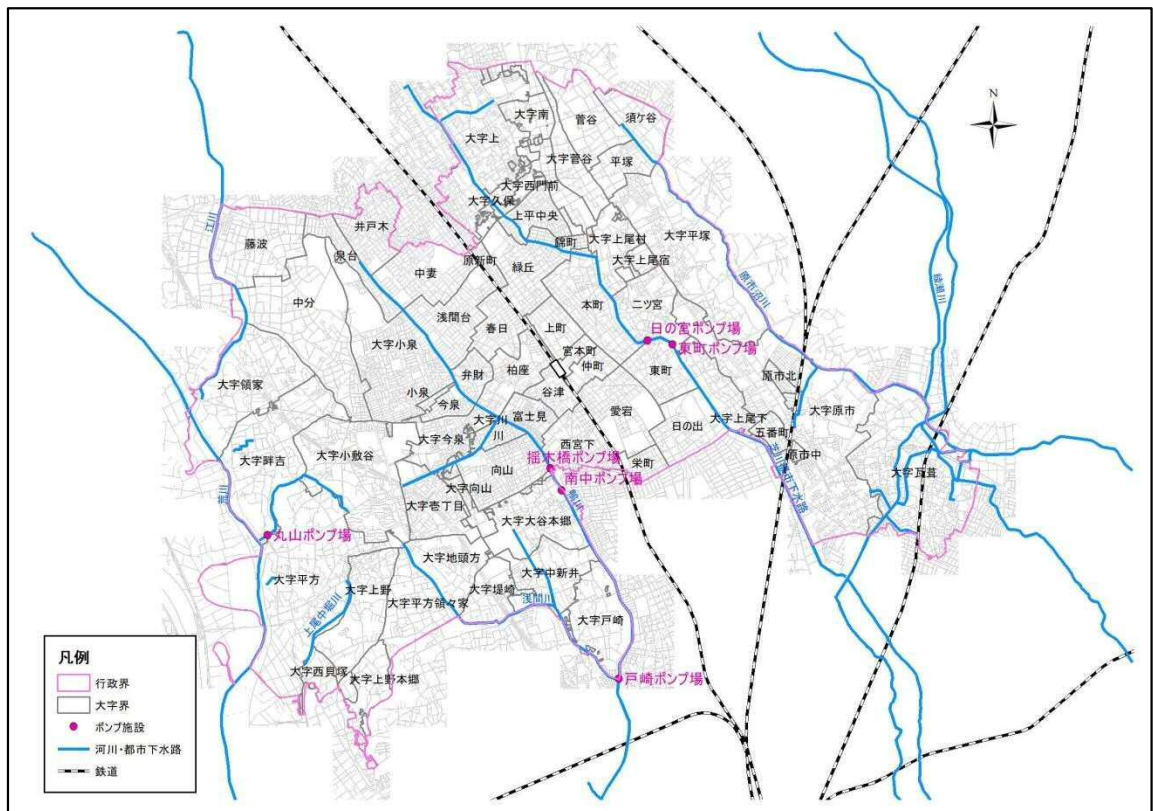 N
大字南
菅谷
須ケ谷
大字上
大字菅谷
平塚
大字西門前
大字久保
上平中央
江川
井戸木
大字上尾村
大字平塚
藤波
錦町
大字上尾宿
泉台
原新町
緑丘
中妻
原市沼川
綾瀬川
中分
本町
二ツ宮
浅間台
春日
上町
日の宮ポンプ場
大字小泉
宮本町
東町ポンプ場
柏座
仲町
東町
弁財
原市北
大字領家
小泉
谷津
愛宕
大字原市
今泉
富士見
大字上尾下
大字川
日の出
五番町
川
大字今泉
西宮下
原市中
大字畔吉
大字小敷谷
向山
揺木橋ポンプ場
栄町
大字瓦葺
荒川
大字向山
南中ポンプ場
芝川都市下水路
大字壱丁目
鴨川
大字大谷本郷
丸山ポンプ場
大字地頭方
大字中新井
大字平方
大字上野
大字堤崎
上尾中堀川
大字平方領々家
浅間川
大字戸崎
大字西貝塚
大字上野本郷
戸崎ポンプ場
凡例
行政界
大字界
ポンプ施設
河川・都市下水路
鉄道